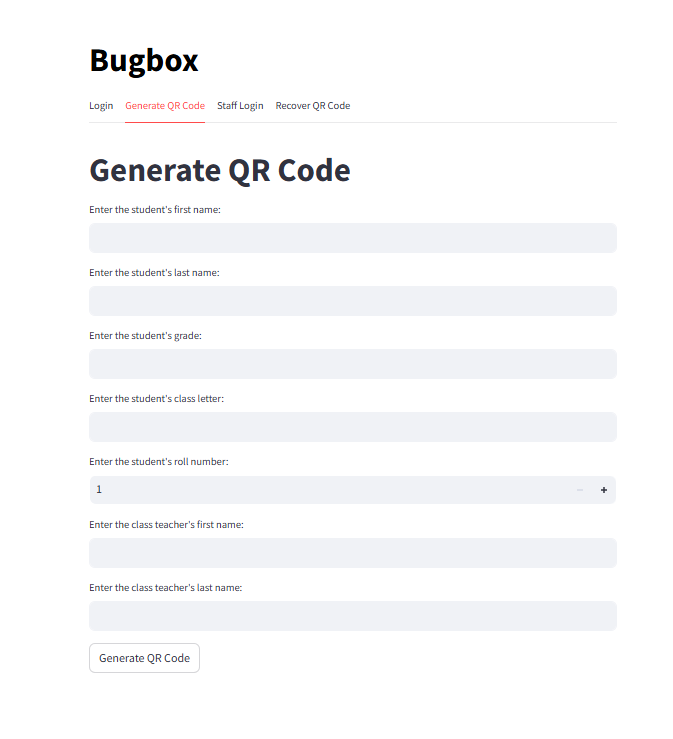 Bugbox
Login Generate QR Code Staff Login Recover QR Code
Generate QR Code
Enter the student's first name:
Enter the student's last name:
Enter the student's grade:
Enter the student's class letter:
Enter the student's roll number:
1 − +
Enter the class teacher's first name:
Enter the class teacher's last name:
Generate QR Code